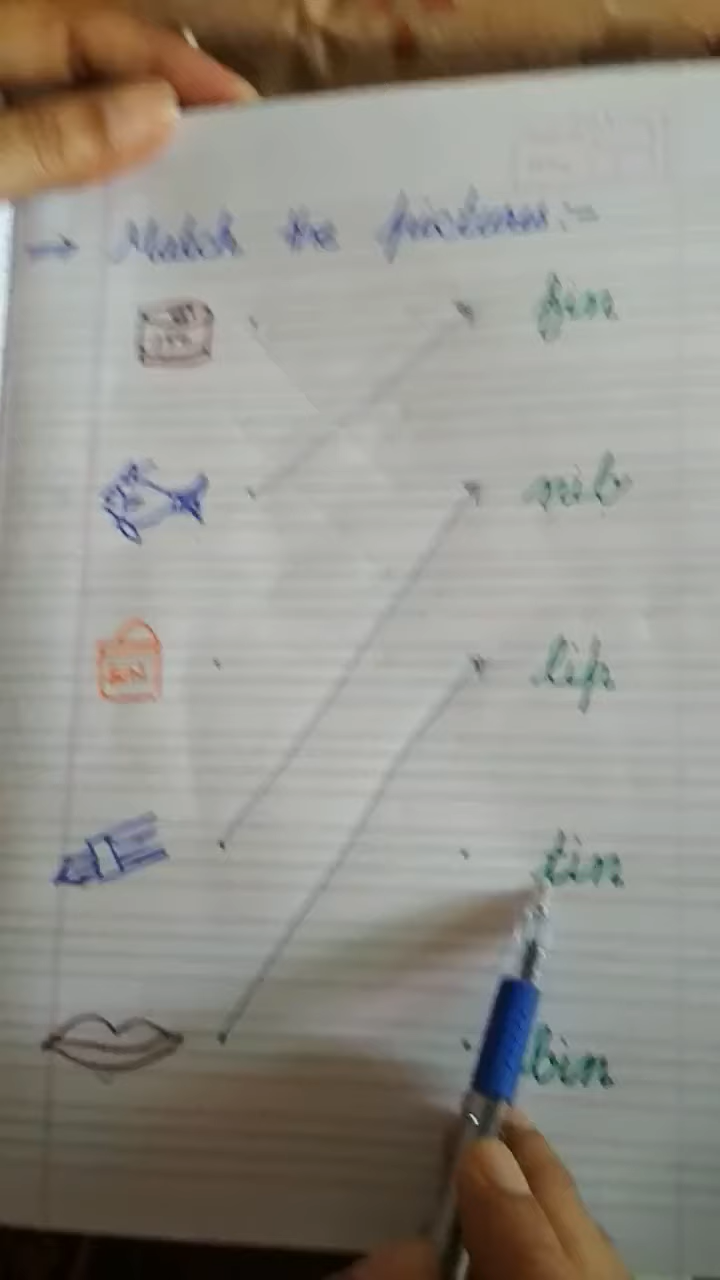 → Match the pictures:-
fin
nib
lip
tin
bin